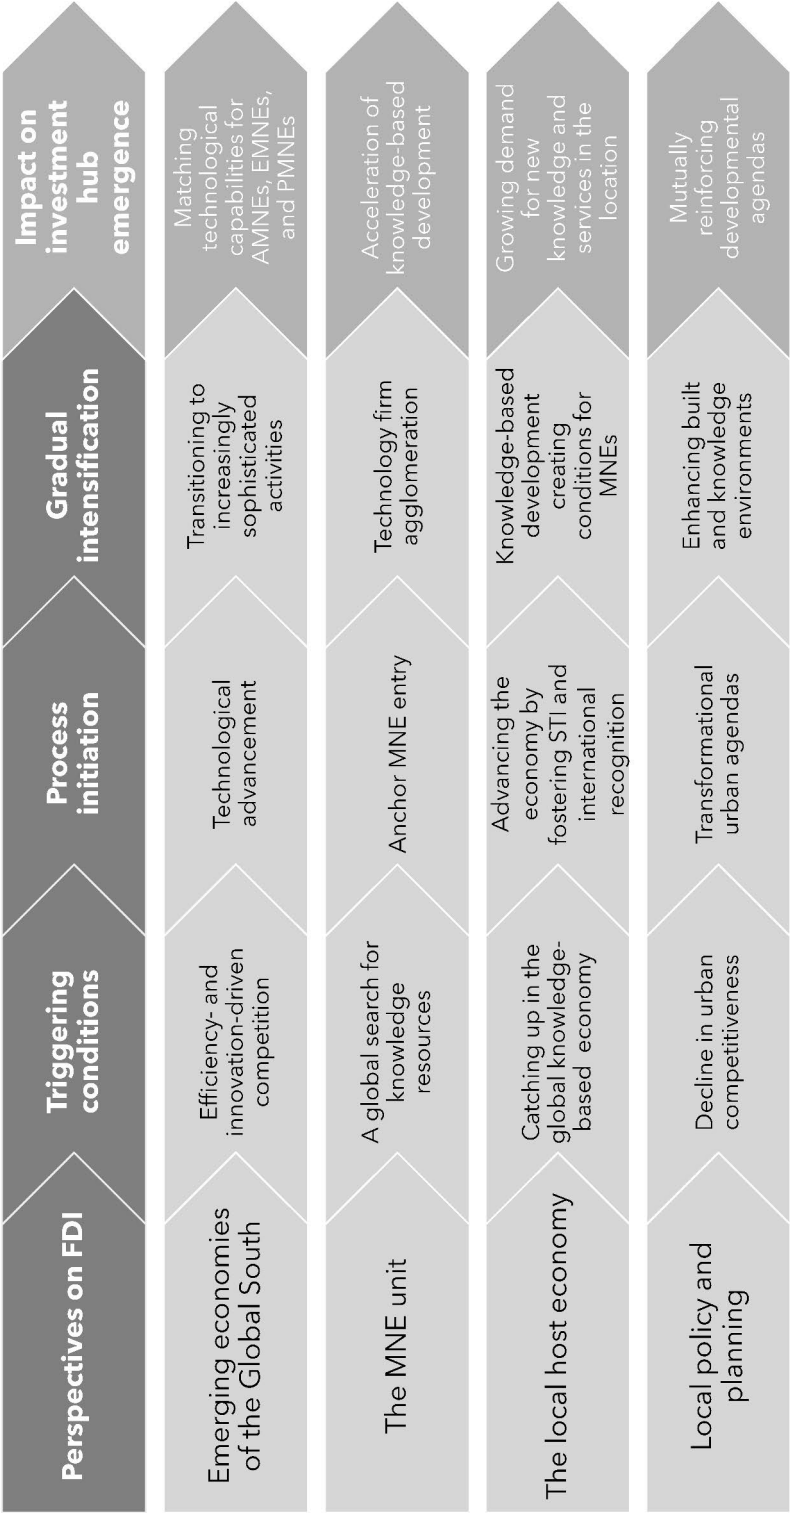 Perspectives on FDI
Triggering
conditions
Process
initiation
Gradual
intensification
Impact on
investment
hub
emergence
Emerging economies
of the Global South
Efficiency- and
innovation-driven
competition
Technological
advancement
Transitioning to
increasingly
sophisticated
activities
Matching
technological
capabilities for
AMNEs, EMNEs,
and PMNEs
The MNE unit
A global search for
knowledge
resources
Anchor MNE entry
Technology firm
agglomeration
Acceleration of
knowledge-based
development
The local host economy
Catching up in the
global knowledge-
based economy
Advancing the
economy by
fostering STI and
international
recognition
Knowledge-based
development
creating
conditions for
MNEs
Growing demand
for new
knowledge and
services in the
location
Local policy and
planning
Decline in urban
competitiveness
Transformational
urban agendas
Enhancing built
and knowledge
environments
Mutually
reinforcing
developmental
agendas